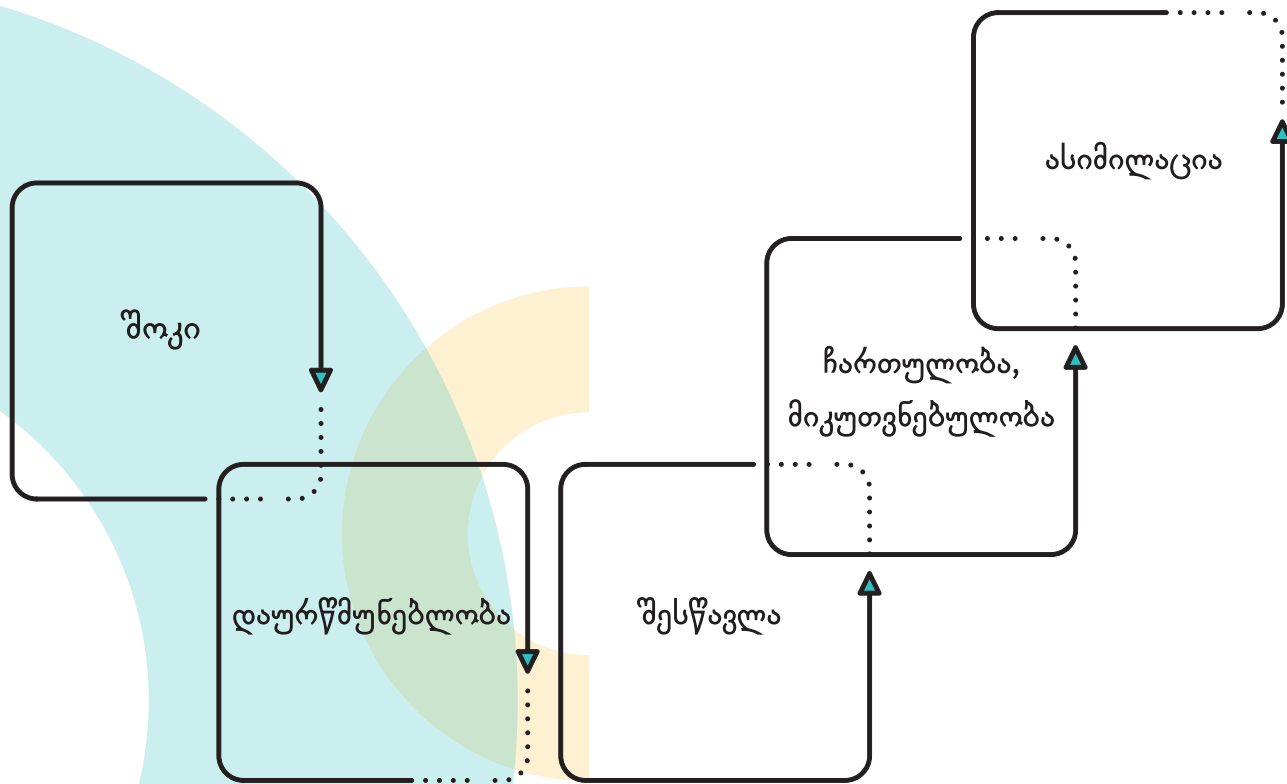 შოკი
დაურწმუნებლობა
შესწავლა
ჩართულობა,
მიკუთვნებულობა
ასიმილაცია